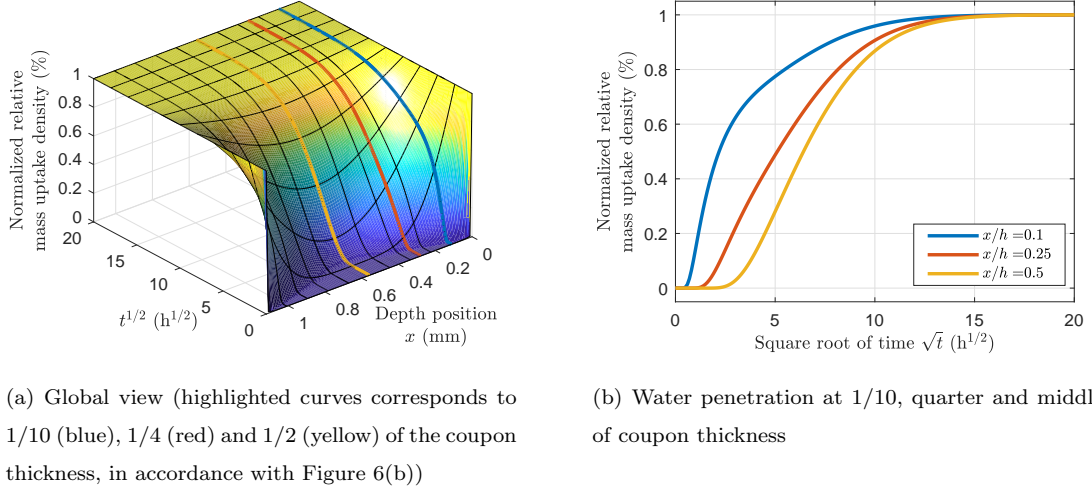 Normalized relative
mass uptake density (%)
1
0.8
0.6
0.4
0.2
0
20
15
10
5
0
t^{1/2} (h^{1/2})
1
0.8
0.6
0.4
0.2
0
Depth position
x (mm)
(a) Global view (highlighted curves corresponds to
1/10 (blue), 1/4 (red) and 1/2 (yellow) of the coupon
thickness, in accordance with Figure 6(b))
Normalized relative
mass uptake density (%)
1
0.8
0.6
0.4
0.2
0
0
5
10
15
20
Square root of time √t (h^{1/2})
x/h =0.1
x/h =0.25
x/h =0.5
(b) Water penetration at 1/10, quarter and middl
of coupon thickness